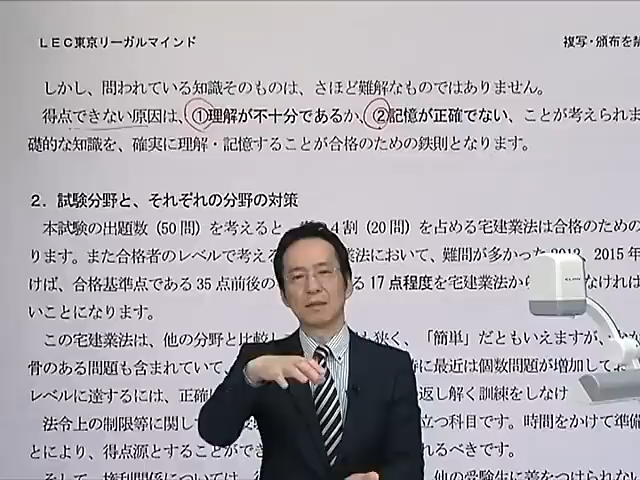 LEC東京リーガルマインド
複写・頒布を禁
しかし、問われている知識そのものは、さほど難解なものではありません。
得点できない原因は、①理解が不十分であるか、②記憶が正確でない、ことが考えられま
礎的な知識を、確実に理解・記憶することが合格のための鉄則となります。
2．試験分野と、それぞれの分野の対策
本試験の出題数（50問）を考えると、 4割（20問）を占める宅建業法は合格のための
ります。また合格者のレベルで考える 業法において、難問が多かった 2015年
けば、合格基準点である35点前後の る17点程度を宅建業法から なければ
いことになります。
この宅建業法は、他の分野と比較し も狭く、「簡単」だともいえますが、
骨のある問題も含まれていて、 特に最近は個数問題が増加して
レベルに達するには、正確 返し解く訓練をしなけ
法令上の制限等に関して 立つ科目です。時間をかけて準備
とにより、得点源とすることがで れるべきです。
そして、権利関係については、 他の受験生に差をつけられない